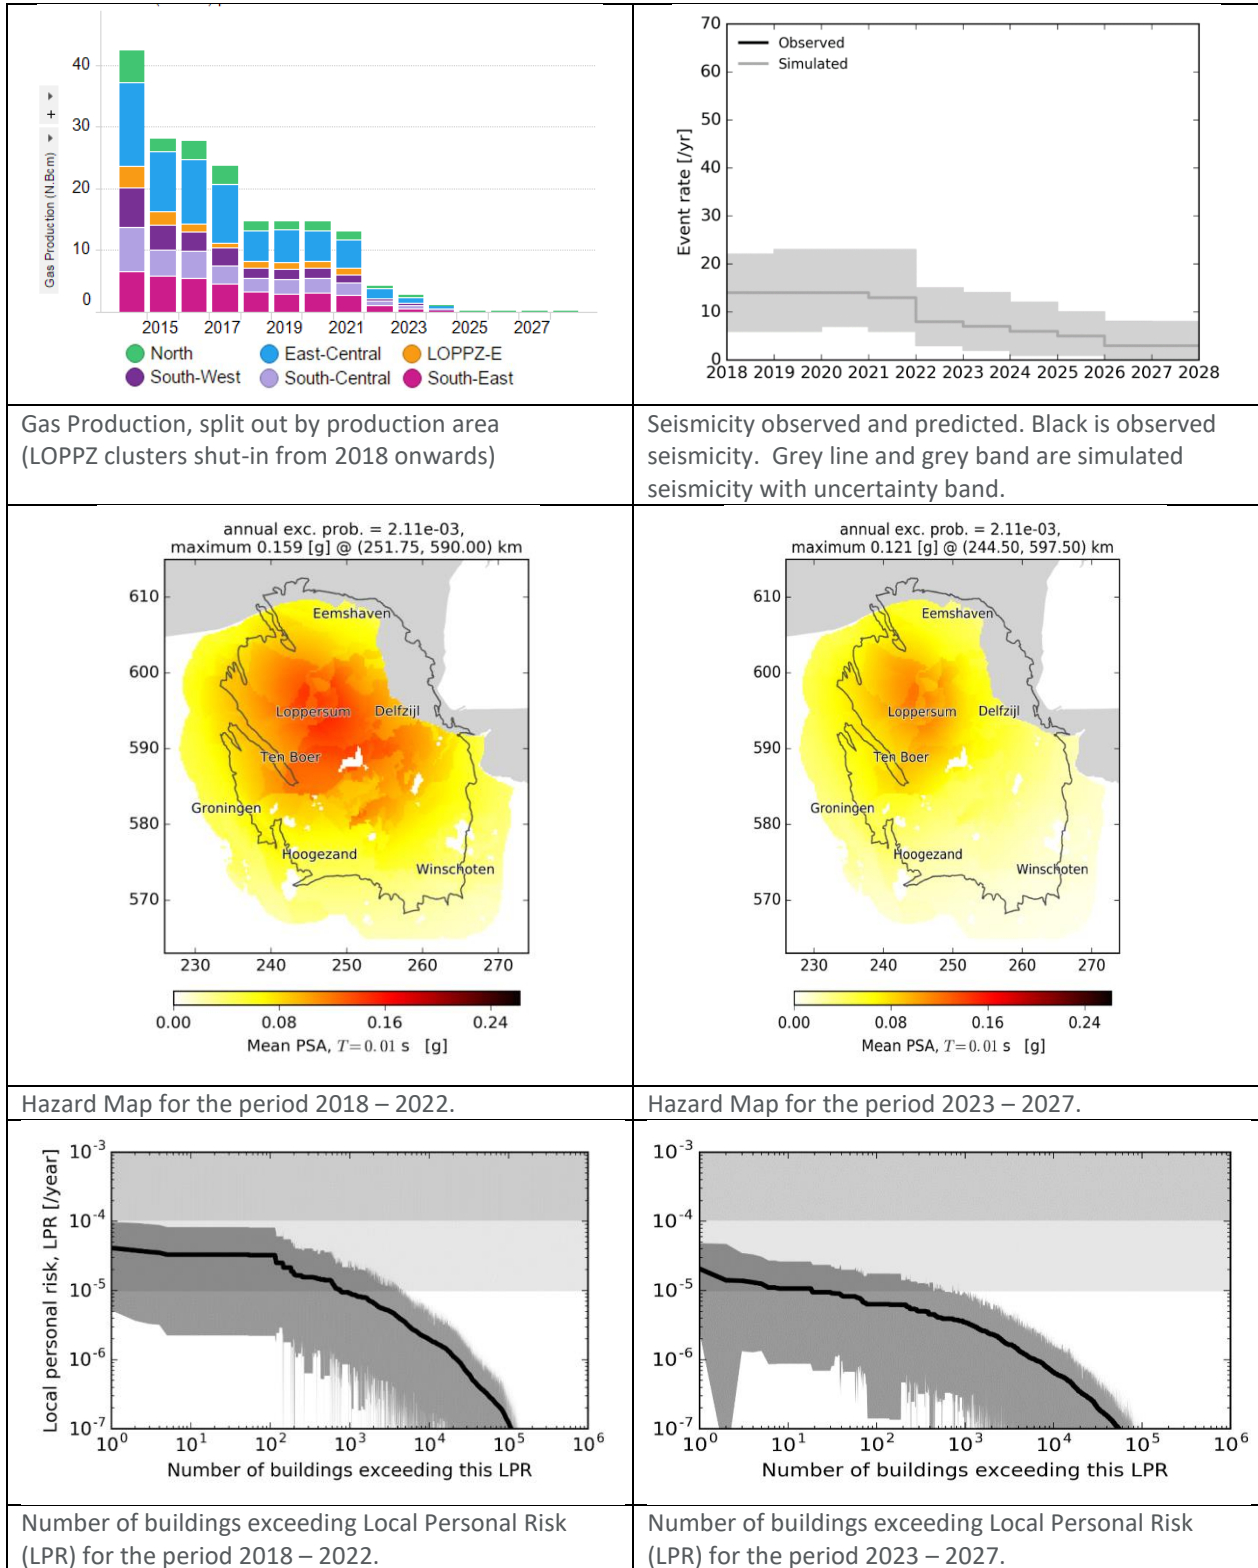 40
30
20
10
0
Gas Production (N.Bcm)
+
2015 2017 2019 2021 2023 2025 2027
North East-Central LOPPZ-E
South-West South-Central South-East
70
60
50
40
30
20
10
0
Event rate [/yr]
Observed
Simulated
2018 2019 2020 2021 2022 2023 2024 2025 2026 2027 2028
Gas Production, split out by production area
(LOPPZ clusters shut-in from 2018 onwards)
Seismicity observed and predicted. Black is observed
seismicity. Grey line and grey band are simulated
seismicity with uncertainty band.
annual exc. prob. = 2.11e-03,
maximum 0.159 [g] @ (251.75, 590.00) km
610
600
590
580
570
Eemshaven
Loppersum Delfzijl
Ten Boer
Groningen
Hoogezand
Winschoten
230 240 250 260 270
0.00 0.08 0.16 0.24
Mean PSA, T=0.01 s [g]
annual exc. prob. = 2.11e-03,
maximum 0.121 [g] @ (244.50, 597.50) km
610
600
590
580
570
Eemshaven
Loppersum Delfzijl
Ten Boer
Groningen
Hoogezand
Winschoten
230 240 250 260 270
0.00 0.08 0.16 0.24
Mean PSA, T=0.01 s [g]
Hazard Map for the period 2018 – 2022.
Hazard Map for the period 2023 – 2027.
Local personal risk, LPR [/year]
10⁻³
10⁻⁴
10⁻⁵
10⁻⁶
10⁻⁷
10⁰ 10¹ 10² 10³ 10⁴ 10⁵ 10⁶
Number of buildings exceeding this LPR
10⁻³
10⁻⁴
10⁻⁵
10⁻⁶
10⁻⁷
10⁰ 10¹ 10² 10³ 10⁴ 10⁵ 10⁶
Number of buildings exceeding this LPR
Number of buildings exceeding Local Personal Risk
(LPR) for the period 2018 – 2022.
Number of buildings exceeding Local Personal Risk
(LPR) for the period 2023 – 2027.